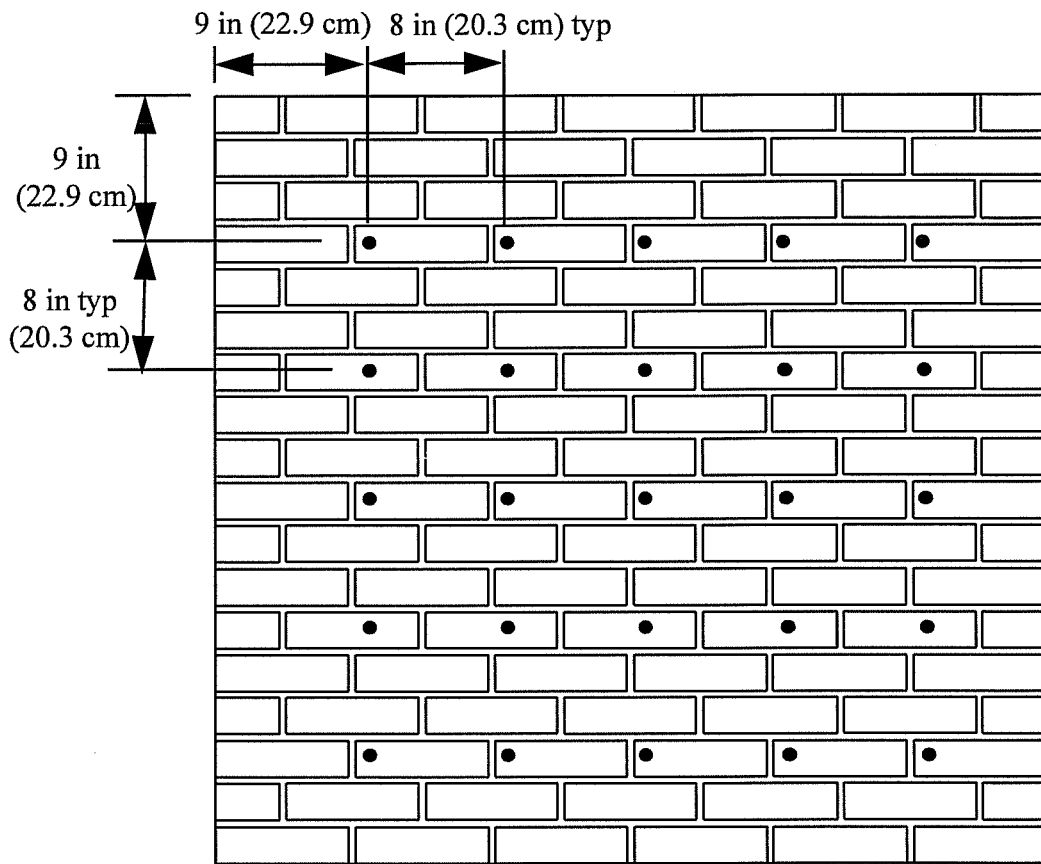 9 in (22.9 cm)
8 in (20.3 cm) typ
9 in
(22.9 cm)
8 in typ
(20.3 cm)